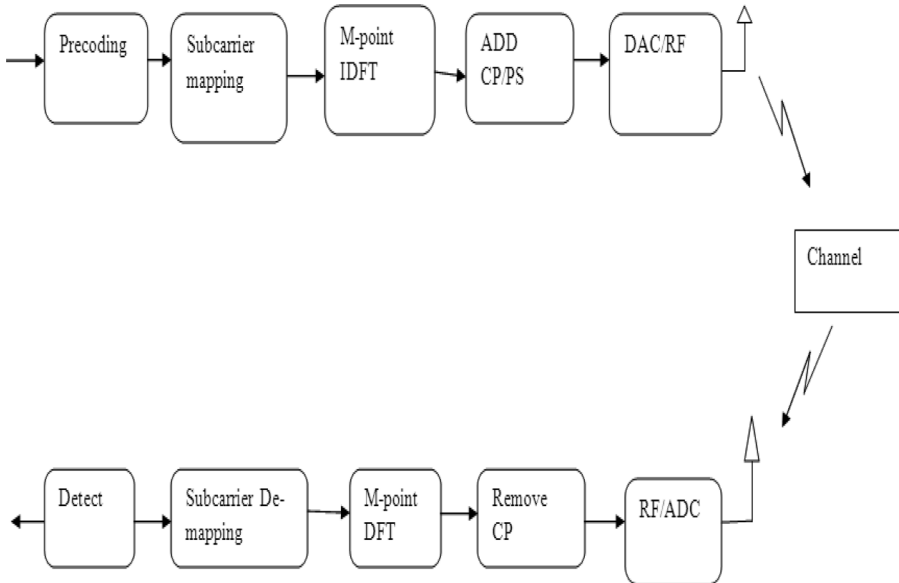 Precoding
Subcarrier
mapping
M-point
IDFT
ADD
CP/PS
DAC/RF
Channel
Detect
Subcarrier De-
mapping
M-point
DFT
Remove
CP
RF/ADC